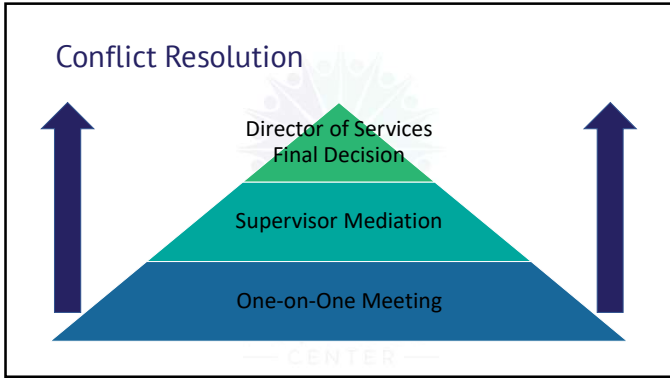 Conflict Resolution
Director of Services
Final Decision
Supervisor Mediation
One-on-One Meeting
CENTER